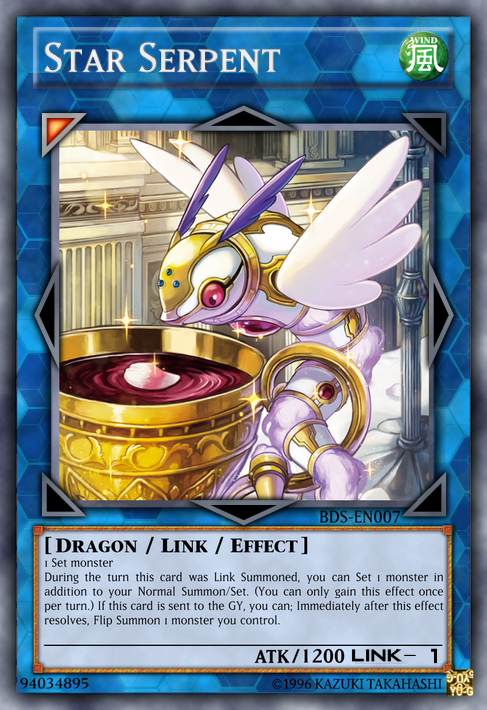 STAR SERPENT
WIND
風
BDS-EN007
[ DRAGON / LINK / EFFECT ]
1 Set monster
During the turn this card was Link Summoned, you can Set 1 monster in
addition to your Normal Summon/Set. (You can only gain this effect once
per turn.) If this card is sent to the GY, you can; Immediately after this effect
resolves, Flip Summon 1 monster you control.
ATK/1200 LINK- 1
94034895
©1996 KAZUKI TAKAHASHI